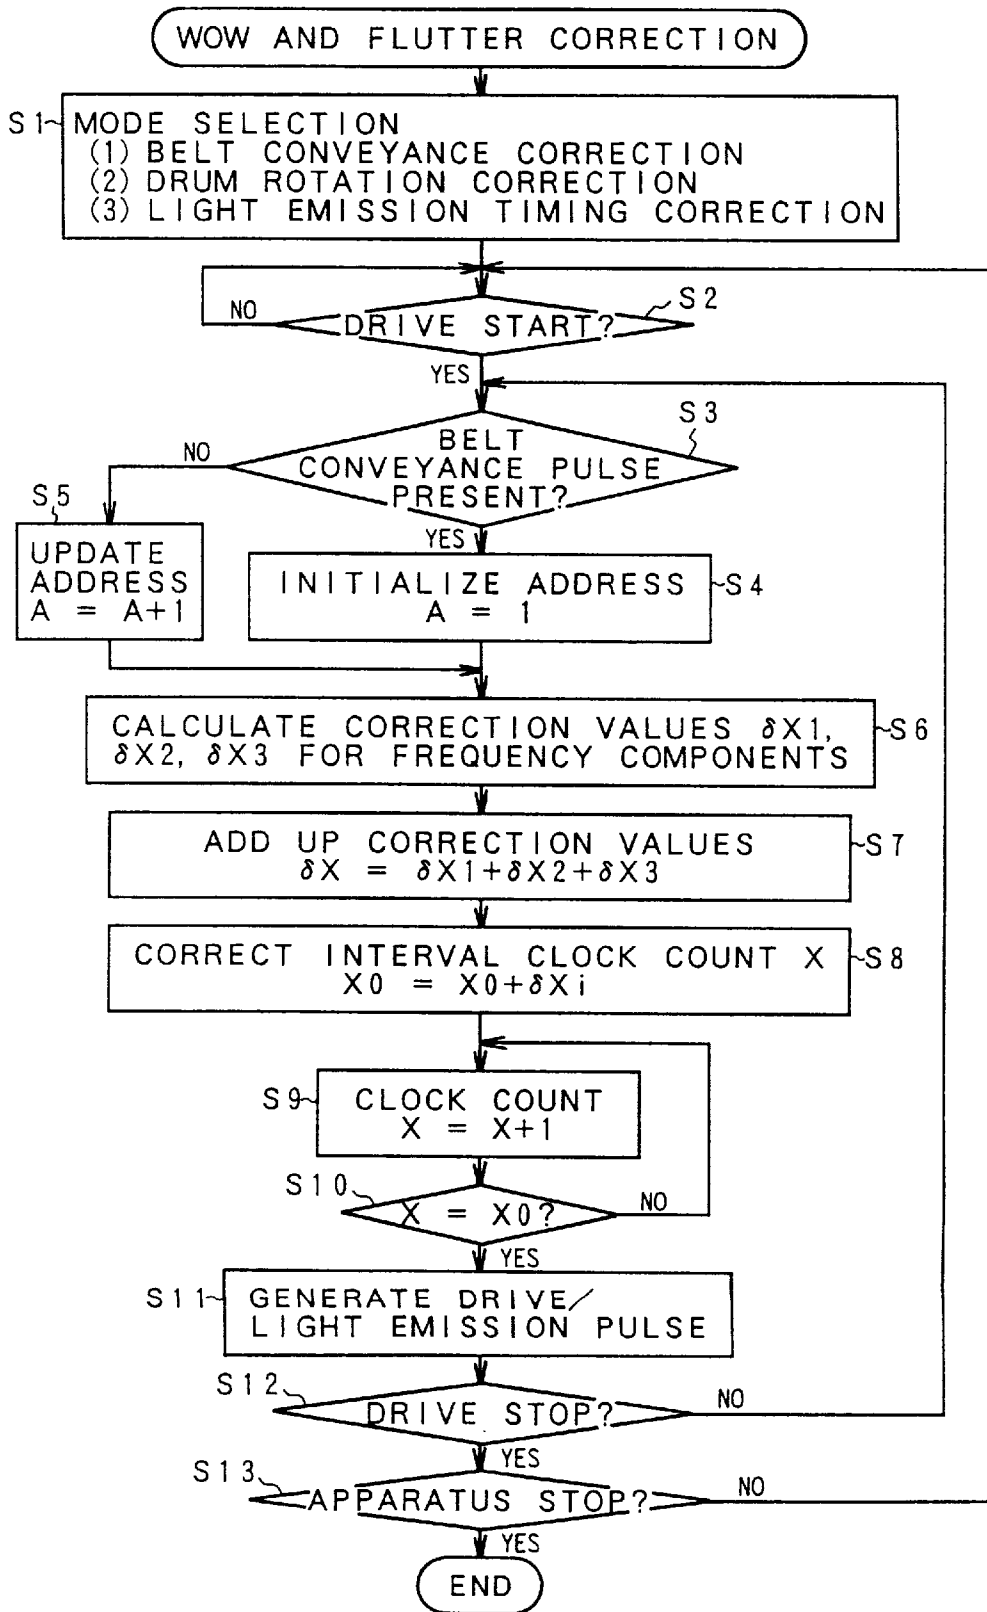 WOW AND FLUTTER CORRECTION
S1
MODE SELECTION
(1) BELT CONVEYANCE CORRECTION
(2) DRUM ROTATION CORRECTION
(3) LIGHT EMISSION TIMING CORRECTION
S2
NO
DRIVE START?
YES
S3
NO
BELT
CONVEYANCE PULSE
PRESENT?
YES
S5
UPDATE
ADDRESS
A = A+1
S4
INITIALIZE ADDRESS
A = 1
S6
CALCULATE CORRECTION VALUES δX1,
δX2, δX3 FOR FREQUENCY COMPONENTS
S7
ADD UP CORRECTION VALUES
δX = δX1+δX2+δX3
S8
CORRECT INTERVAL CLOCK COUNT X
X0 = X0+δXi
S9
CLOCK COUNT
X = X+1
S10
X = X0?
NO
YES
S11
GENERATE DRIVE/
LIGHT EMISSION PULSE
S12
DRIVE STOP?
NO
YES
S13
APPARATUS STOP?
NO
YES
END